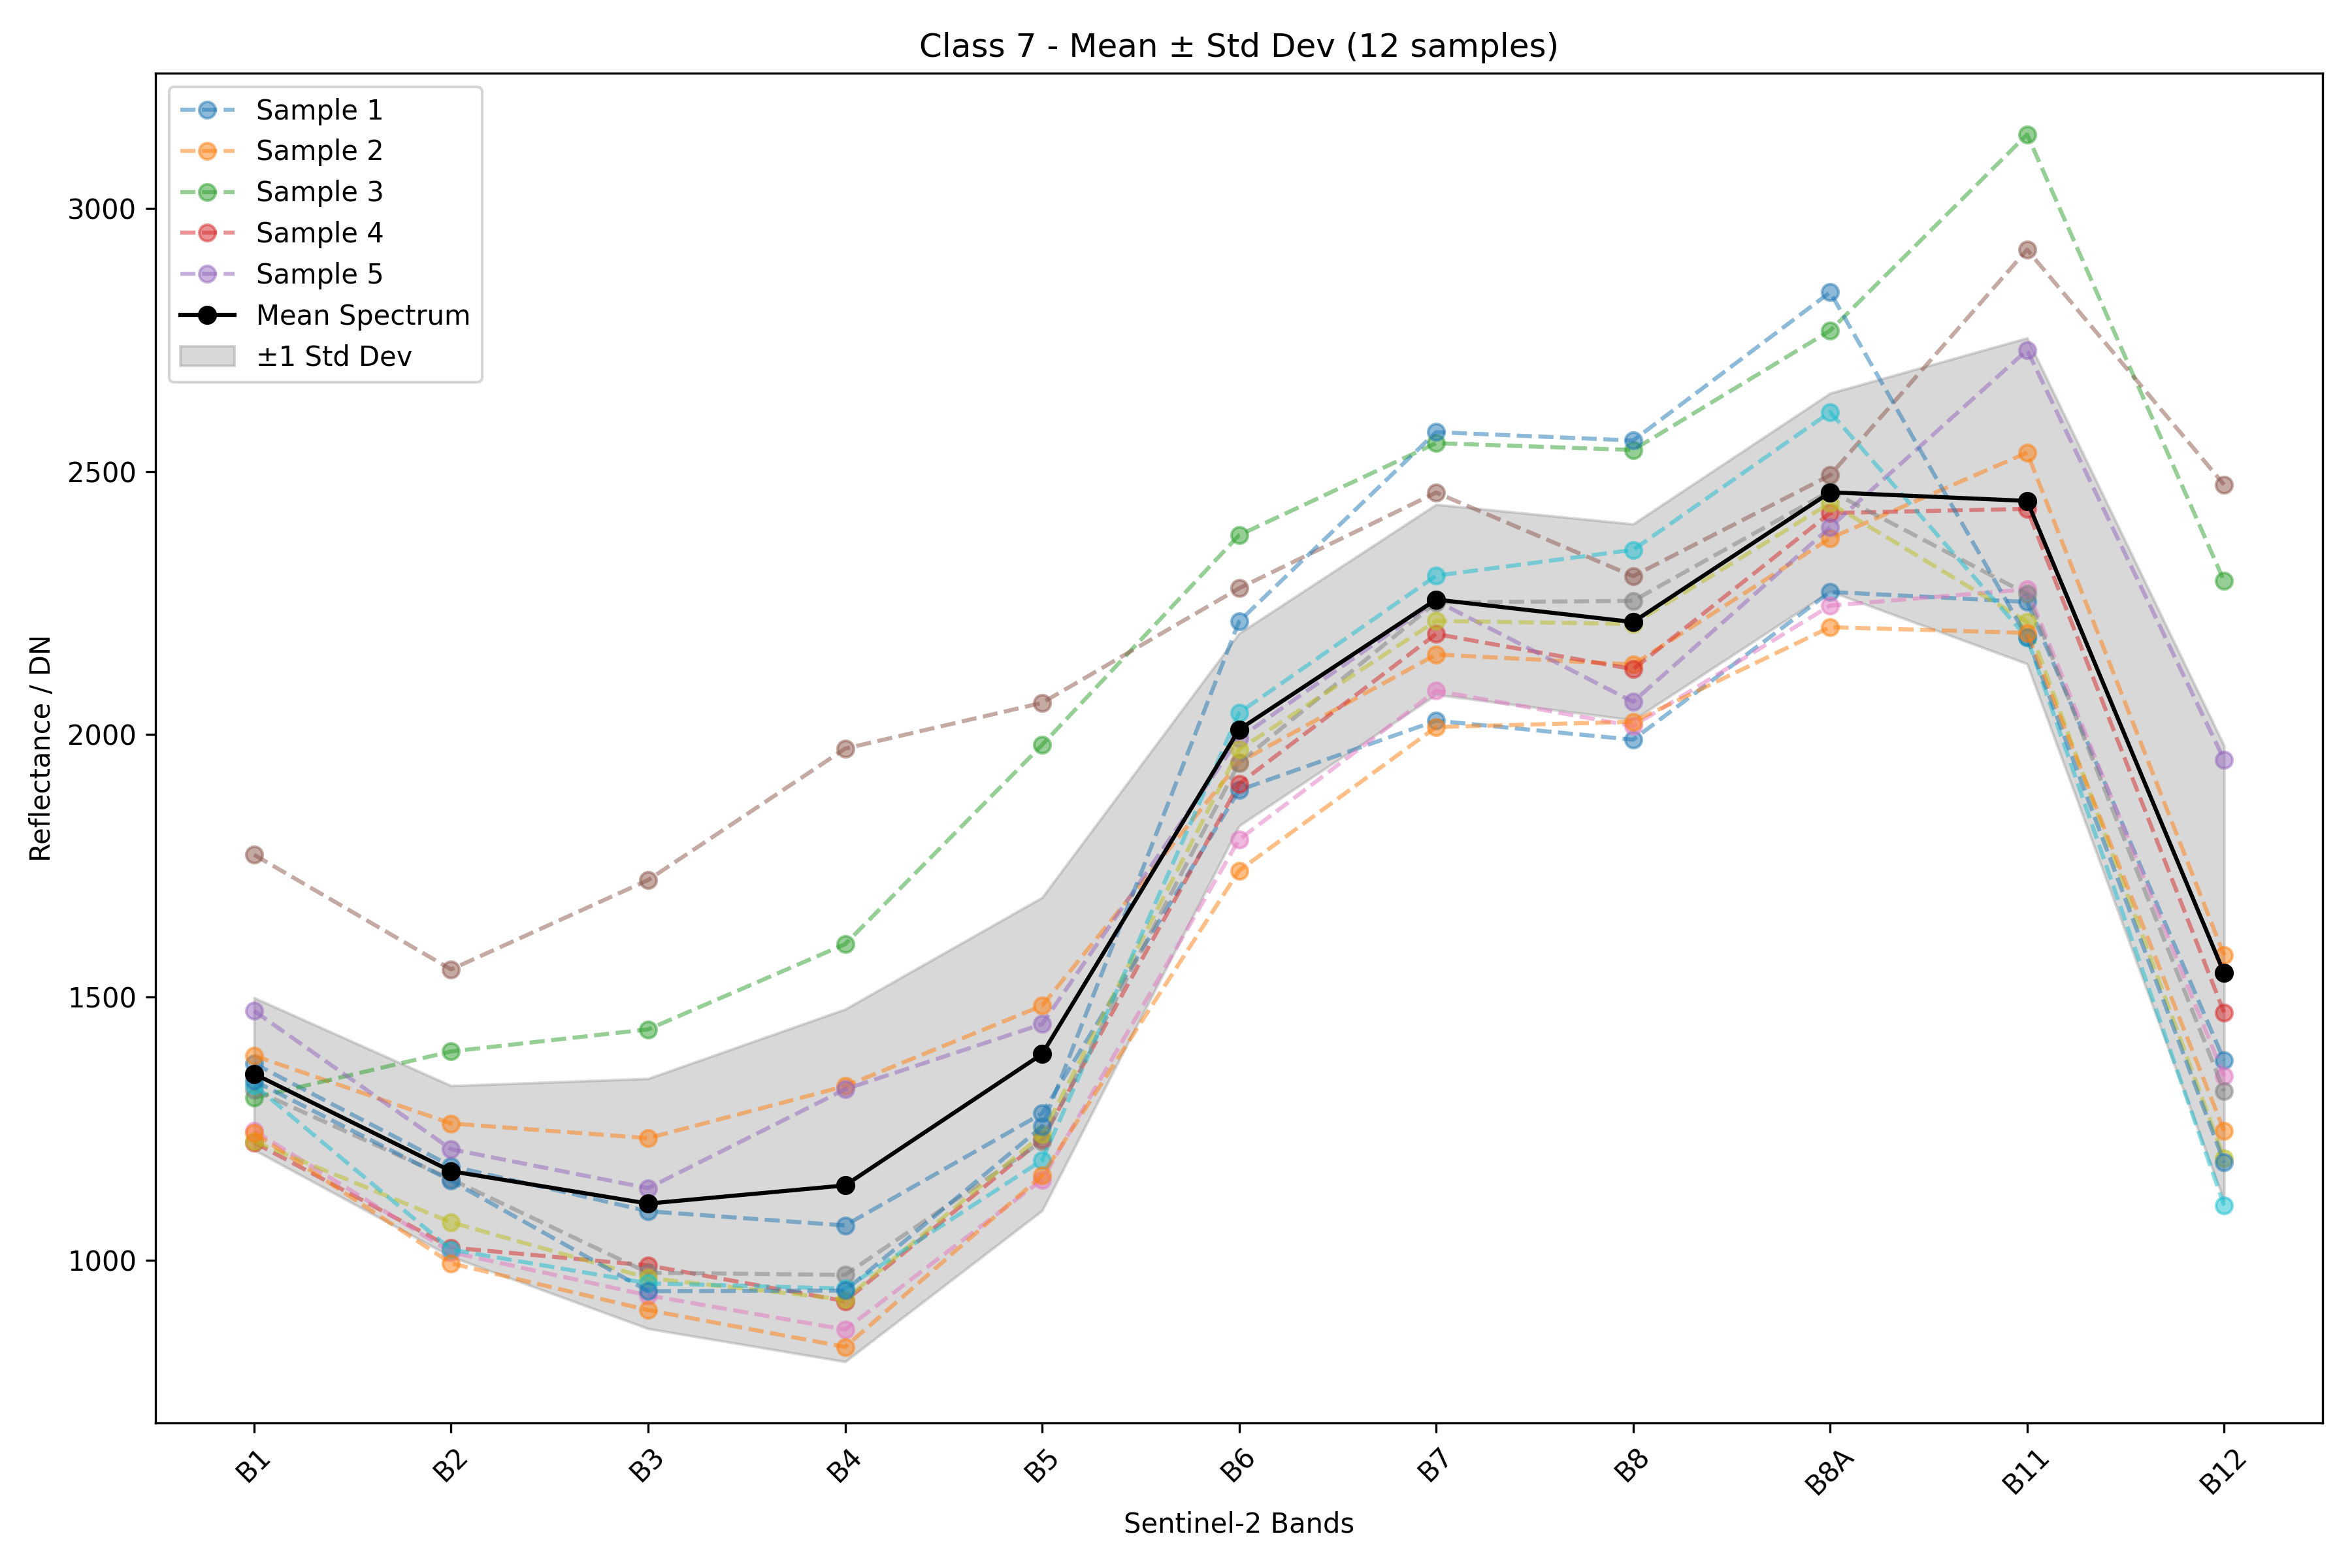 Class 7 - Mean ± Std Dev (12 samples)
Sample 1
Sample 2
Sample 3
Sample 4
Sample 5
Mean Spectrum
±1 Std Dev
3000
2500
2000
1500
1000
Reflectance / DN
B1 B2 B3 B4 B5 B6 B7 B8 B8A B11 B12
Sentinel-2 Bands